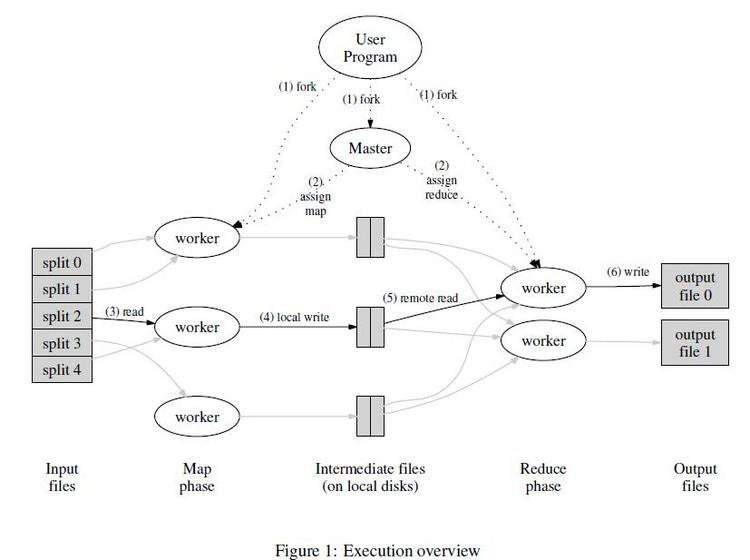 User
Program
(1) fork
(1) fork
(1) fork
Master
(2)
assign
map
(2)
assign
reduce
worker
split 0
split 1
split 2
split 3
split 4
(3) read
worker
(4) local write
(5) remote read
worker
(6) write
output
file 0
worker
output
file 1
worker
Input
files
Map
phase
Intermediate files
(on local disks)
Reduce
phase
Output
files
Figure 1: Execution overview